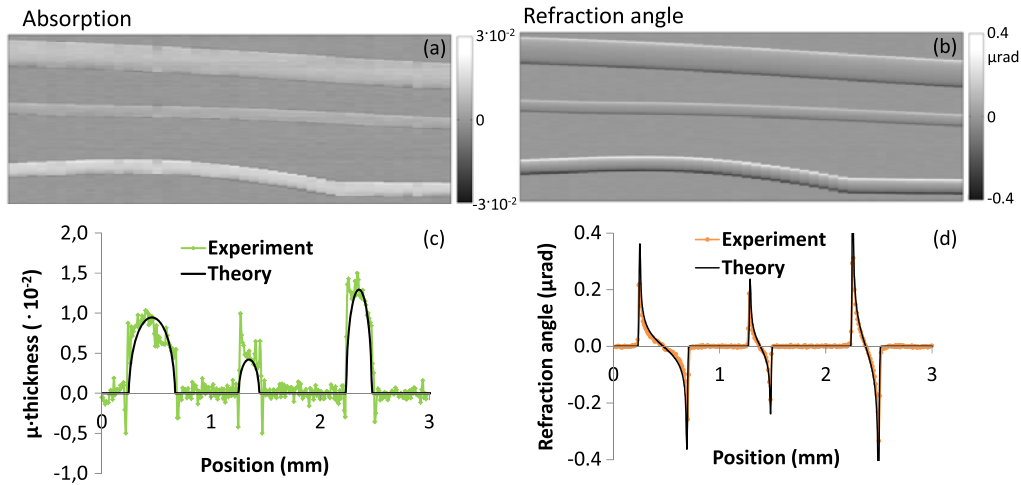 Absorption
(a)
3·10⁻²
0
-3·10⁻²
Refraction angle
(b)
0.4
µrad
0
-0.4
(c)
Experiment
Theory
2,0
1,5
1,0
0,5
0,0
-0,5
-1,0
0
1
2
3
µ·thickness ( ·10⁻²)
Position (mm)
(d)
Experiment
Theory
0.4
0.2
0.0
-0.2
-0.4
0
1
2
3
Refraction angle (µrad)
Position (mm)